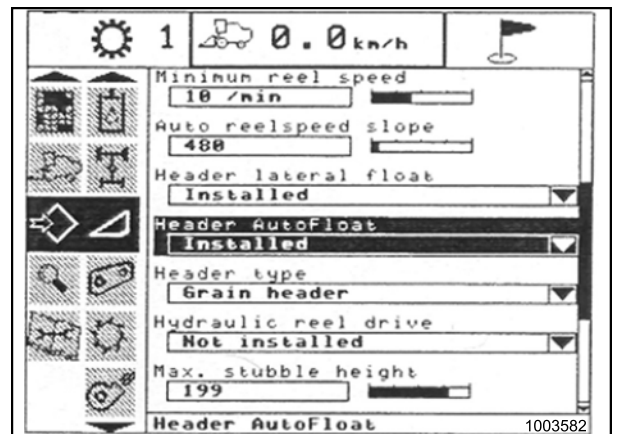 1 0.0km/h
Minimum reel speed
10 /min
Auto reelspeed slope
480
Header lateral float
Installed
Header AutoFloat
Installed
Header type
Grain header
Hydraulic reel drive
Not installed
Max. stubble height
199
Header AutoFloat
1003582